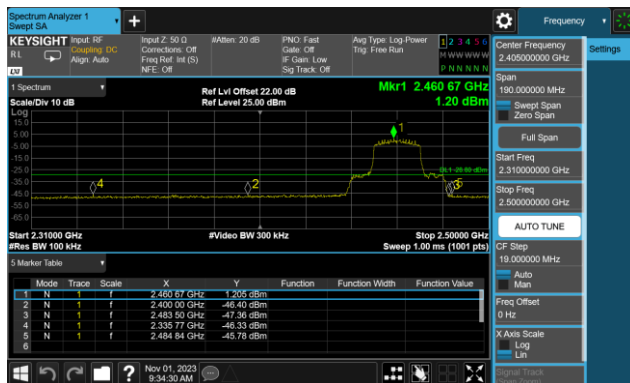 Spectrum Analyzer 1
Swept SA
Frequency
KEYSIGHT
RL
LXI
Input: RF
Coupling: DC
Align: Auto
Input Z: 50 Ω
Corrections: Off
Freq Ref: Int (S)
NFE: Off
#Atten: 20 dB
PNO: Fast
Gate: Off
IF Gain: Low
Sig Track: Off
Avg Type: Log-Power
Trig: Free Run
1 2 3 4 5 6
M W W W W W
P N N N N N
1 Spectrum
Scale/Div 10 dB
Ref Lvl Offset 22.00 dB
Ref Level 25.00 dBm
Mkr1 2.460 67 GHz
1.20 dBm
Log
15.0
5.00
-5.00
-15.0
-25.0
-35.0
-45.0
-55.0
-65.0
1
2
4
Start 2.31000 GHz
#Res BW 100 kHz
#Video BW 300 kHz
Stop 2.50000 GHz
Sweep 1.00 ms (1001 pts)
5 Marker Table
Mode Trace Scale X Y Function Function Width Function Value
1 N 1 f 2.460 67 GHz 1.205 dBm
2 N 1 f 2.400 00 GHz -46.40 dBm
3 N 1 f 2.483 50 GHz -47.36 dBm
4 N 1 f 2.335 77 GHz -46.33 dBm
5 N 1 f 2.484 84 GHz -45.78 dBm
6
?
Nov 01, 2023
9:34:30 AM
Center Frequency
2.405000000 GHz
Settings
Span
190.000000 MHz
Swept Span
Zero Span
Full Span
Start Freq
2.310000000 GHz
Stop Freq
2.500000000 GHz
AUTO TUNE
CF Step
19.000000 MHz
Auto
Man
Freq Offset
0 Hz
X Axis Scale
Log
Lin
Signal Track